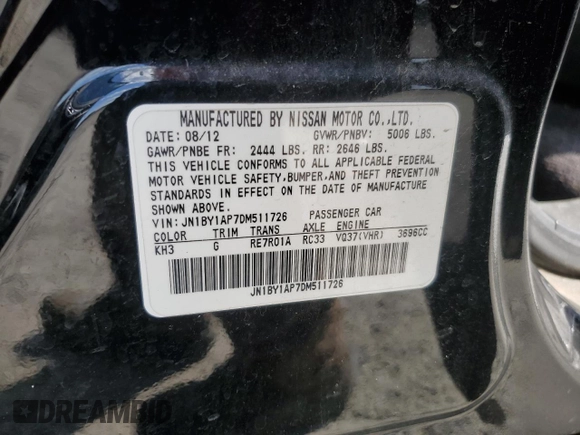 MANUFACTURED BY NISSAN MOTOR CO.,LTD.
DATE: 08/12 GVWR/PNBV: 5006 LBS.
GAWR/PNBE FR: 2444 LBS. RR: 2646 LBS.
THIS VEHICLE CONFORMS TO ALL APPLICABLE FEDERAL
MOTOR VEHICLE SAFETY,BUMPER,AND THEFT PREVENTION
STANDARDS IN EFFECT ON THE DATE OF MANUFACTURE
SHOWN ABOVE.
VIN: JN1BY1AP7DM511726 PASSENGER CAR
COLOR TRIM TRANS AXLE ENGINE
KH3 G RE7R01A RC33 VQ37(VHR) 3696CC
JN1BY1AP7DM511726
DREAMBID